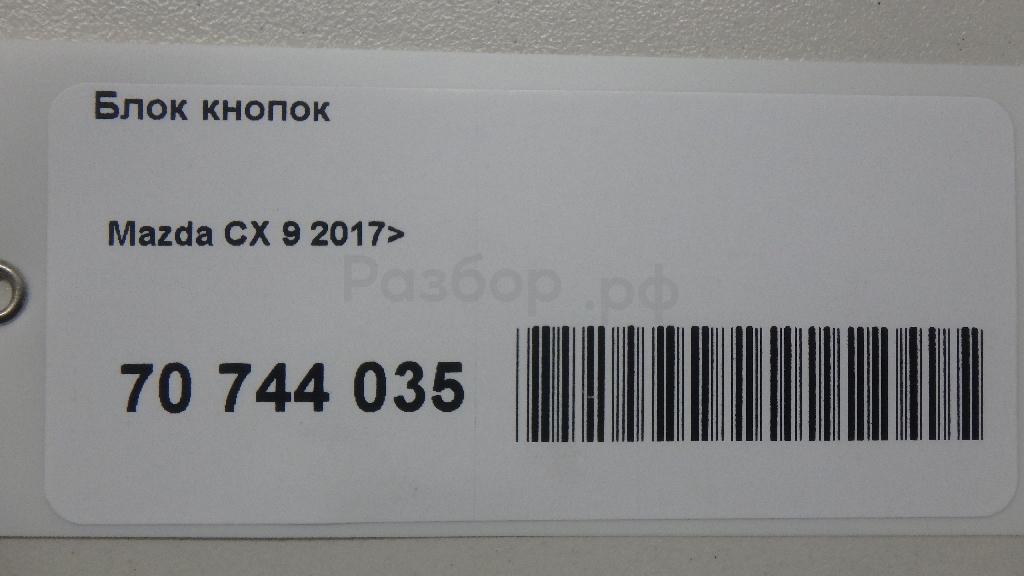 Блок кнопок
Mazda CX 9 2017>
Разбор.рф
70 744 035